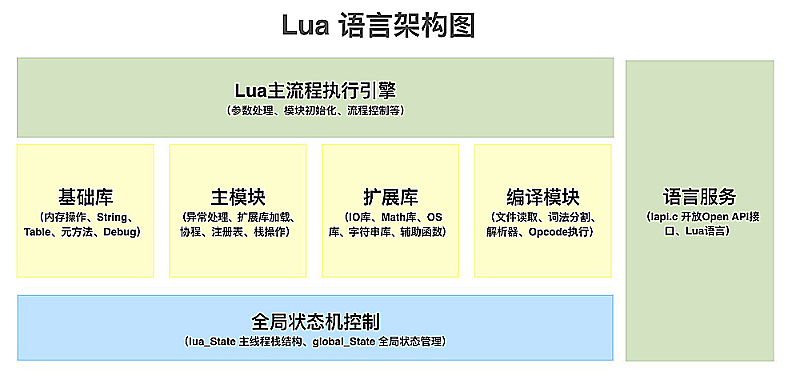 Lua 语言架构图
Lua主流程执行引擎
（参数处理、模块初始化、流程控制等）
基础库
（内存操作、String、
Table、元方法、Debug）
主模块
（异常处理、扩展库加载、
协程、注册表、栈操作）
扩展库
（IO库、Math库、OS
库、字符串库、辅助函数）
编译模块
（文件读取、词法分割、
解析器、Opcode执行）
语言服务
（lapi.c 开放Open API接
口、Lua语言）
全局状态机控制
（lua_State 主线程栈结构、global_State 全局状态管理）